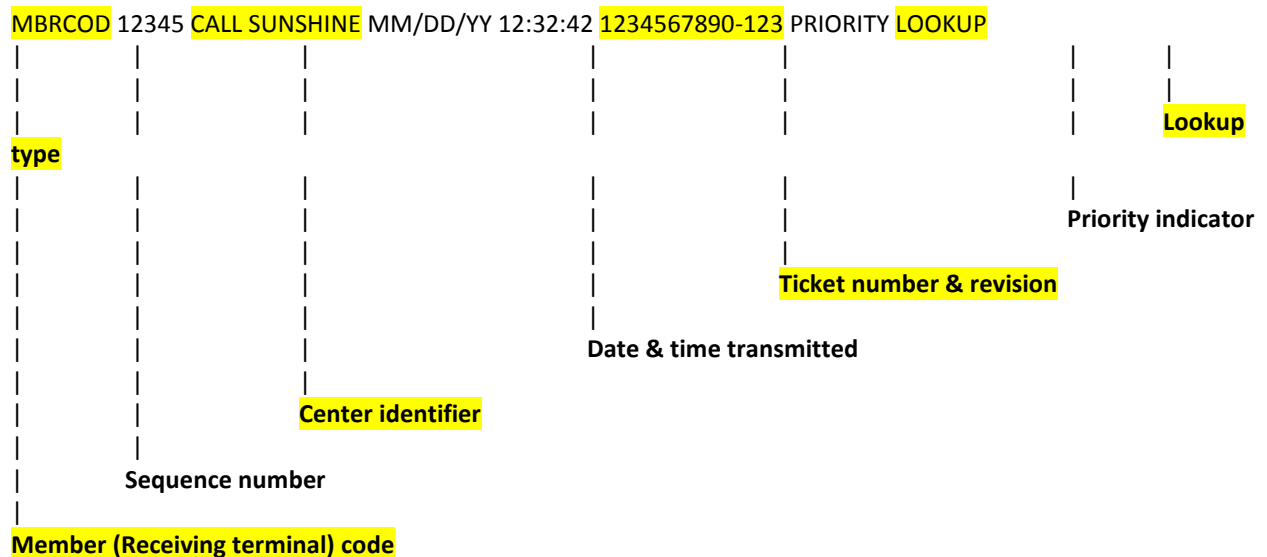 MBRCOD 12345 CALL SUNSHINE MM/DD/YY 12:32:42 1234567890-123 PRIORITY LOOKUP
Lookup
type
Priority indicator
Ticket number & revision
Date & time transmitted
Center identifier
Sequence number
Member (Receiving terminal) code